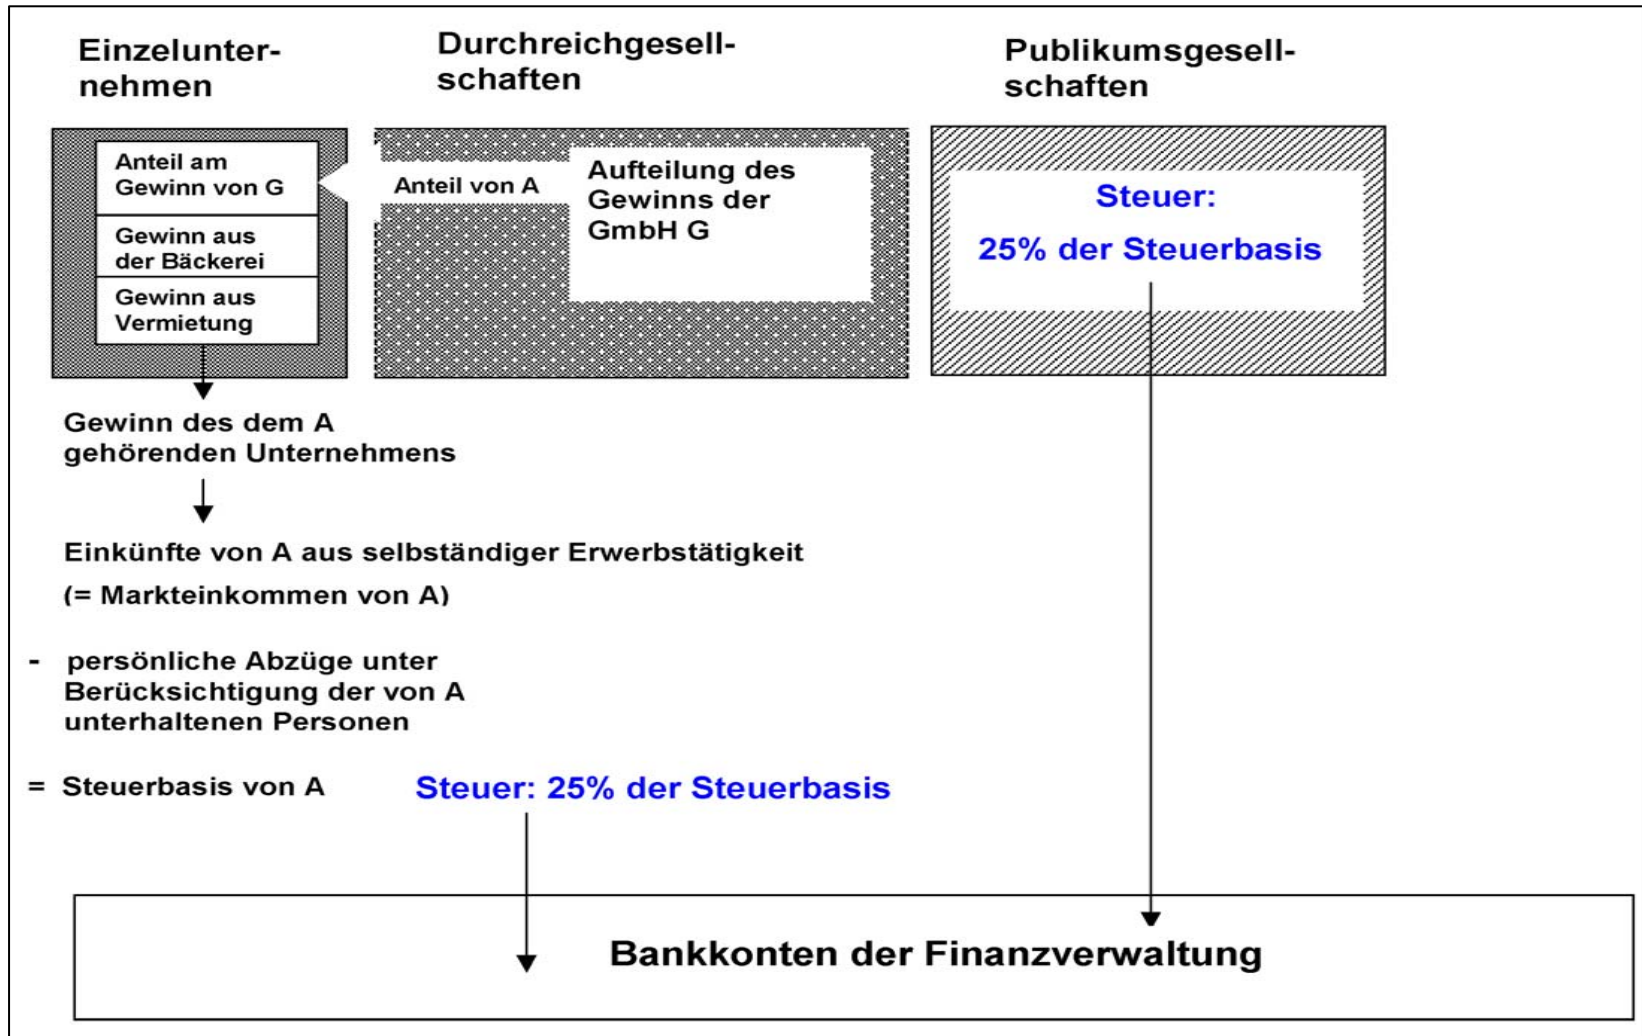 Einzelunter-
nehmen
Durchreichgesell-
schaften
Publikumsgesell-
schaften
Anteil am
Gewinn von G
Gewinn aus
der Bäckerei
Gewinn aus
Vermietung
Anteil von A
Aufteilung des
Gewinns der
GmbH G
Steuer:
25% der Steuerbasis
Gewinn des dem A
gehörenden Unternehmens
Einkünfte von A aus selbständiger Erwerbstätigkeit
(= Markteinkommen von A)
- persönliche Abzüge unter
Berücksichtigung der von A
unterhaltenen Personen
= Steuerbasis von A
Steuer: 25% der Steuerbasis
Bankkonten der Finanzverwaltung